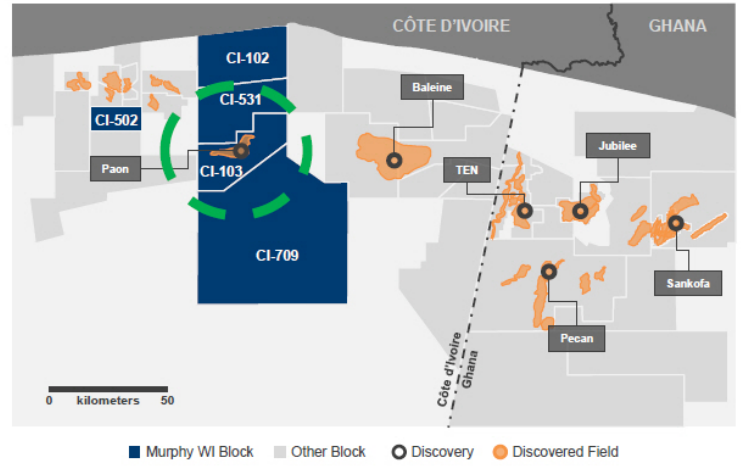 CÔTE D'IVOIRE
GHANA
CI-102
CI-531
CI-502
Paon
CI-103
CI-709
Baleine
TEN
Jubilee
Sankofa
Pecan
Côte d'Ivoire
Ghana
0 kilometers 50
Murphy WI Block
Other Block
Discovery
Discovered Field